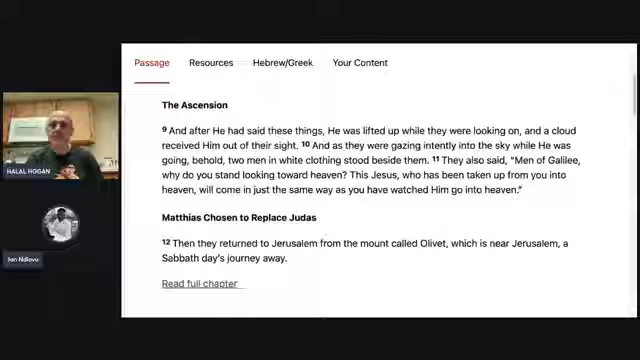 Passage Resources Hebrew/Greek Your Content
The Ascension
9 And after He had said these things, He was lifted up while they were looking on, and a cloud
received Him out of their sight. 10 And as they were gazing intently into the sky while He was
going, behold, two men in white clothing stood beside them. 11 They also said, “Men of Galilee,
why do you stand looking toward heaven? This Jesus, who has been taken up from you into
heaven, will come in just the same way as you have watched Him go into heaven.”
HALAL HOGAN
Matthias Chosen to Replace Judas
12 Then they returned to Jerusalem from the mount called Olivet, which is near Jerusalem, a
Sabbath day’s journey away.
Ian Ndlovu
Read full chapter